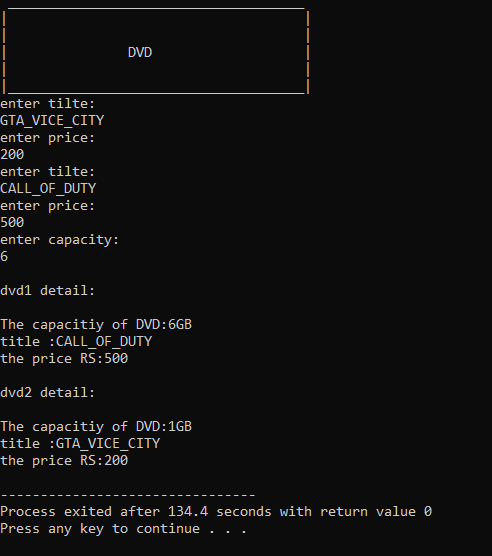 DVD
enter tilte:
GTA_VICE_CITY
enter price:
200
enter tilte:
CALL_OF_DUTY
enter price:
500
enter capacity:
6
dvd1 detail:
The capacitiy of DVD:6GB
title :CALL_OF_DUTY
the price RS:500
dvd2 detail:
The capacitiy of DVD:1GB
title :GTA_VICE_CITY
the price RS:200
--------------------------------
Process exited after 134.4 seconds with return value 0
Press any key to continue . . .